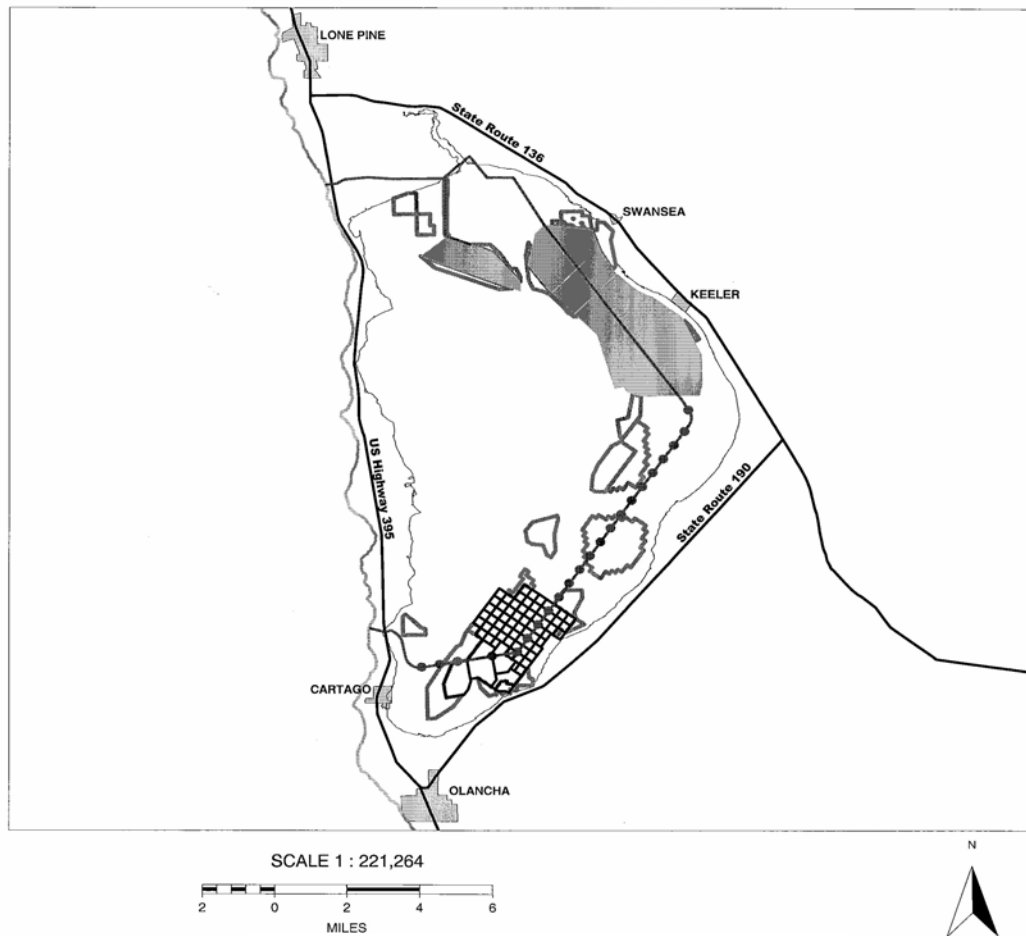 LONE PINE
State Route 136
SWANSEA
KEELER
US Highway 395
State Route 190
CARTAGO
OLANCHA
SCALE 1 : 221,264
2 0 2 4 6
MILES
N